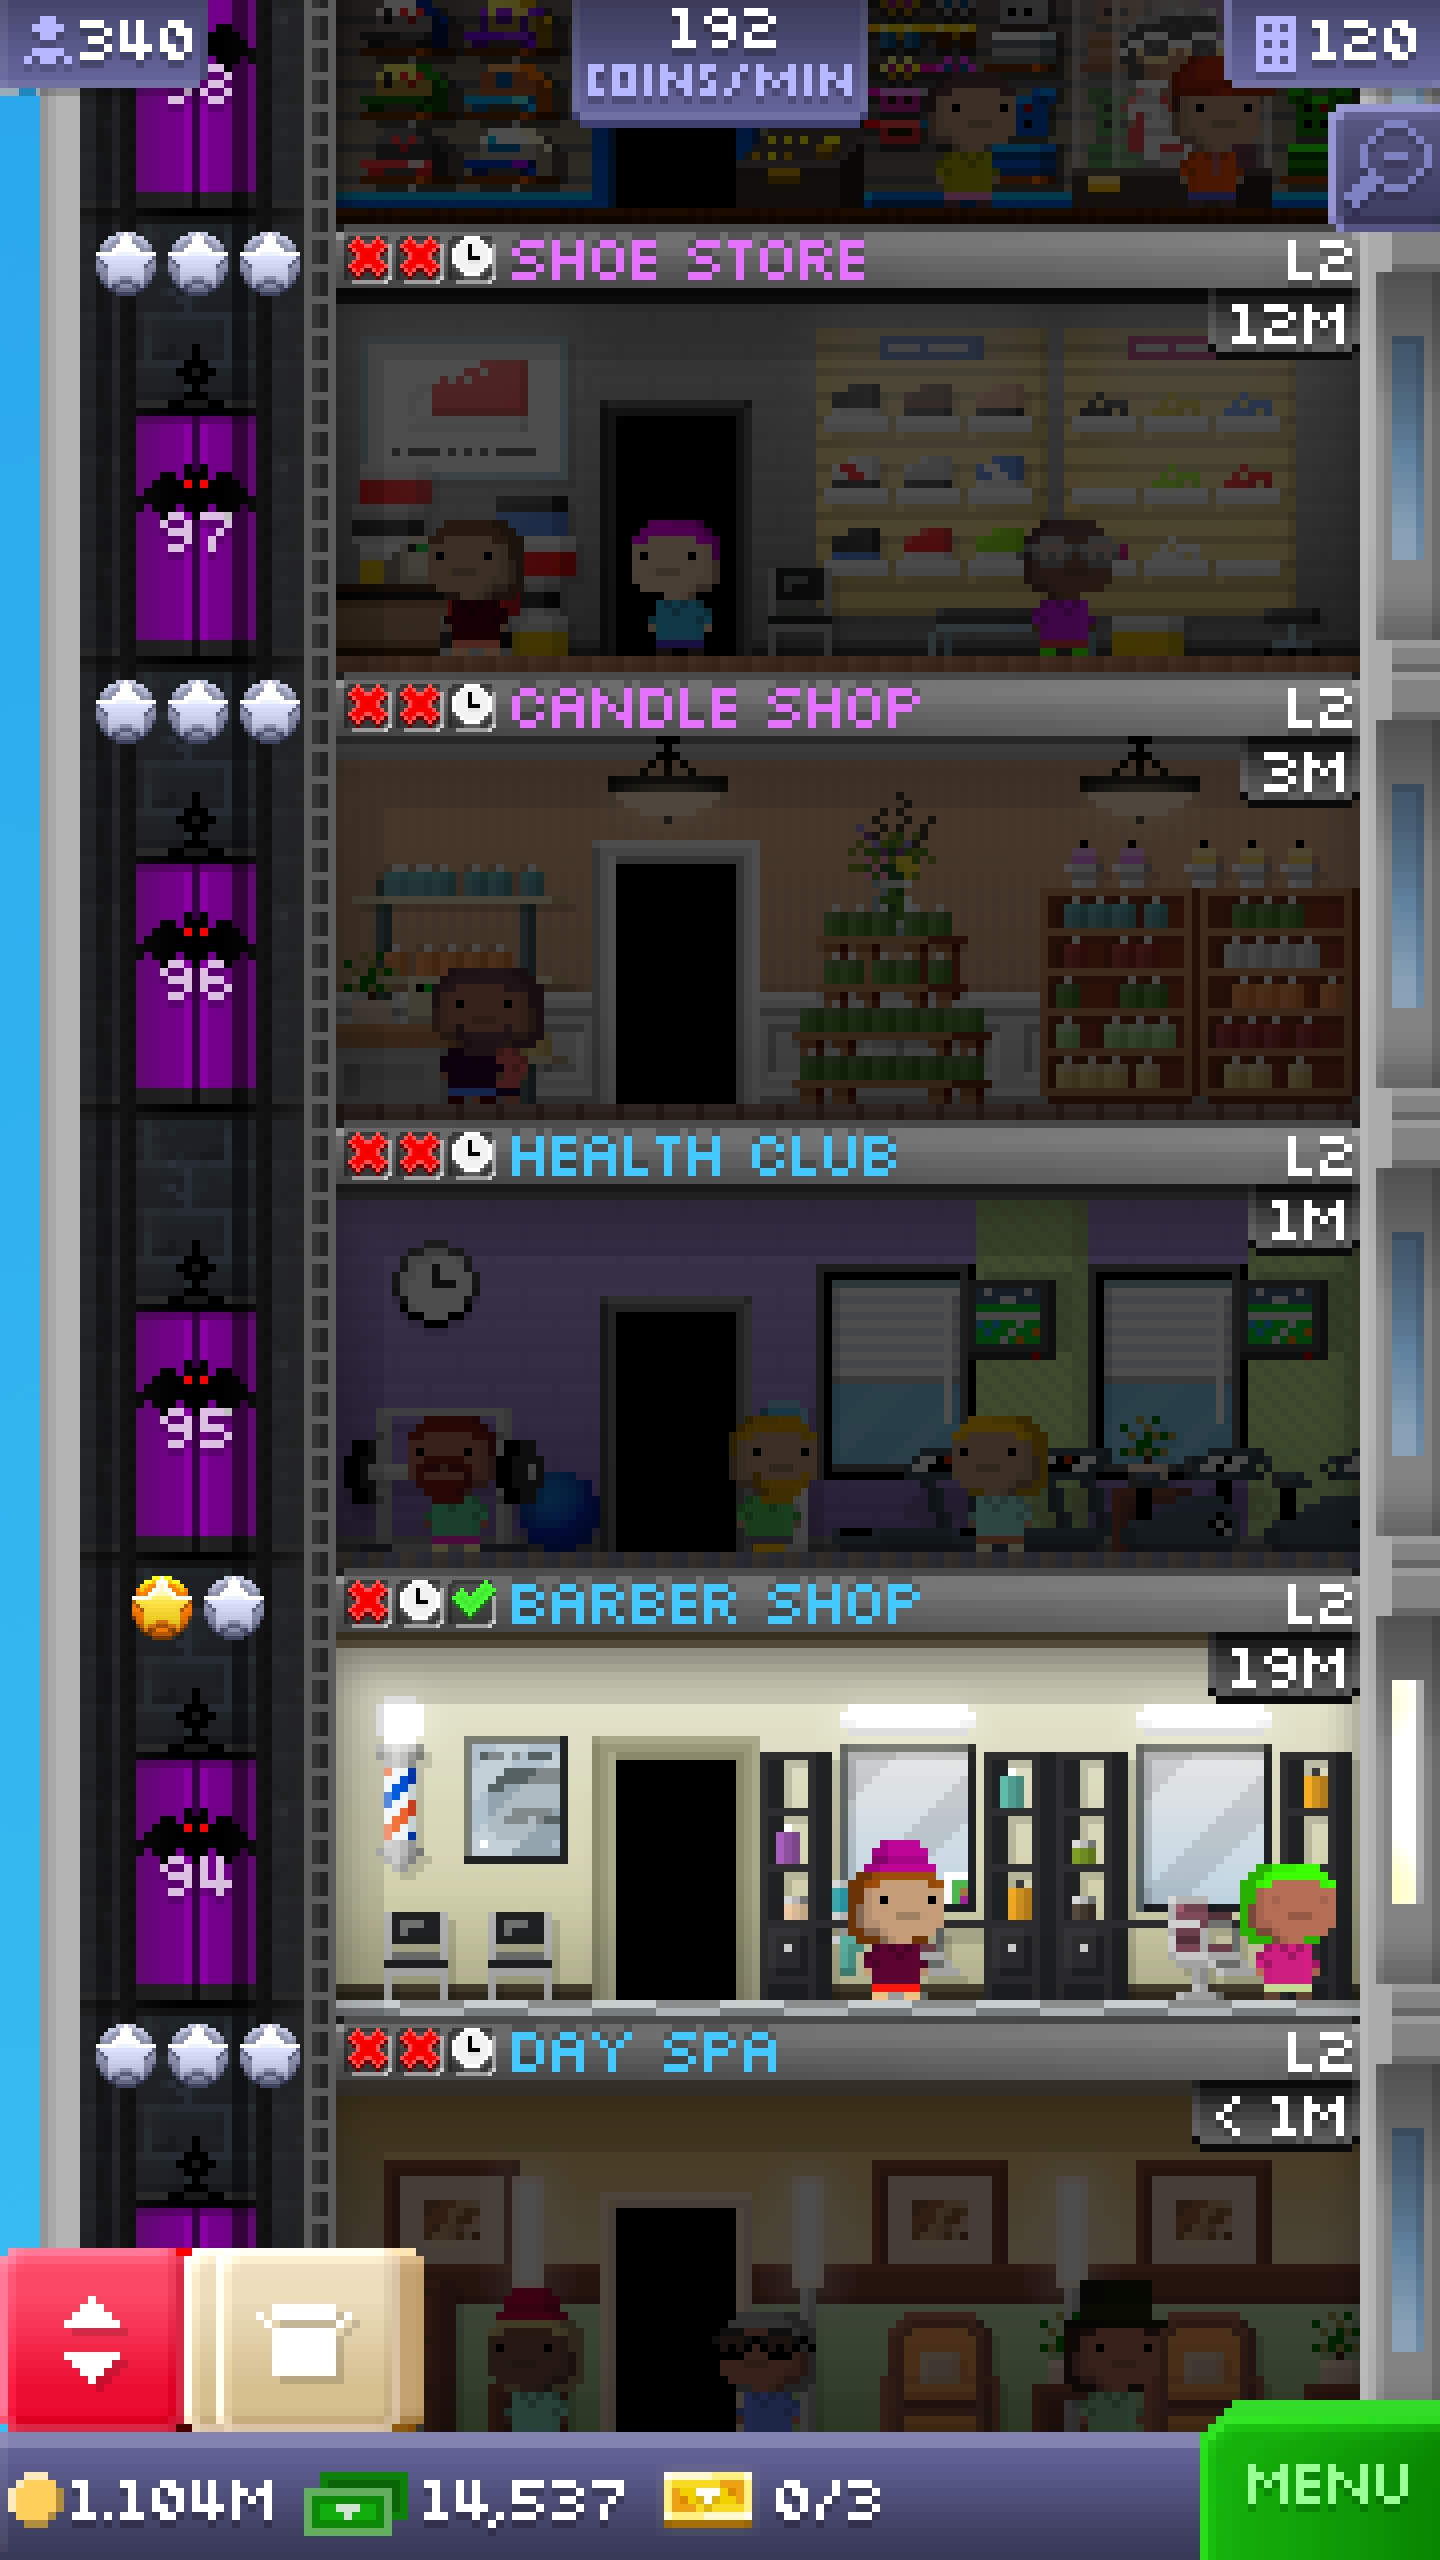 340
192
COINS/MIN
120
SHOE STORE L2
12M
97
CANDLE SHOP L2
3M
96
HEALTH CLUB L2
1M
95
BARBER SHOP L2
19M
94
DAY SPA L2
< 1M
1.104M 14,537 0/3 MENU